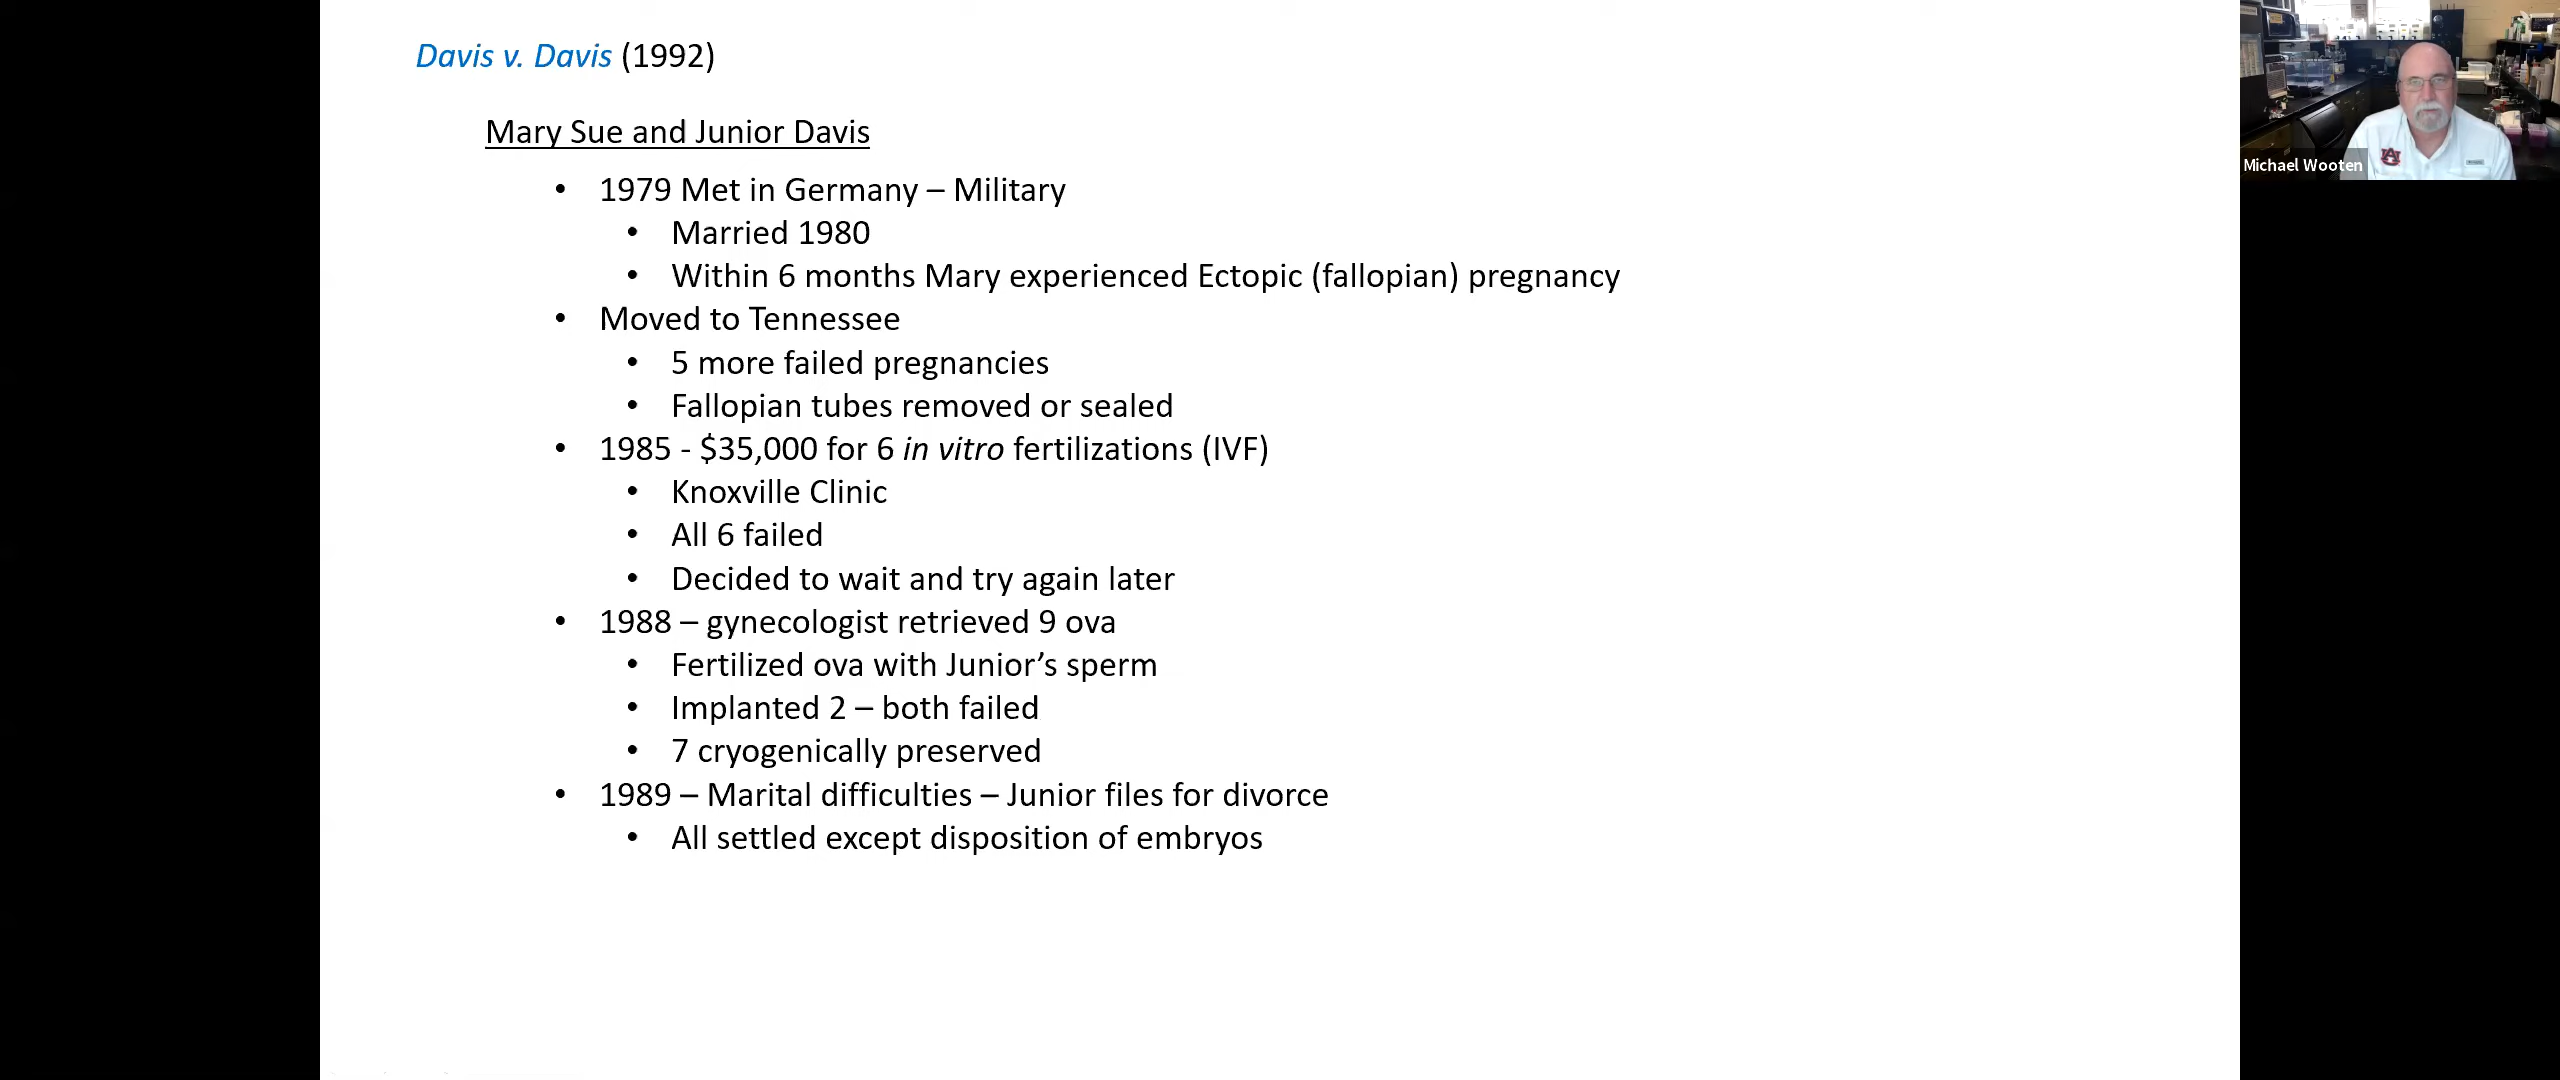 Davis v. Davis (1992)
Mary Sue and Junior Davis
• 1979 Met in Germany – Military
• Married 1980
• Within 6 months Mary experienced Ectopic (fallopian) pregnancy
• Moved to Tennessee
• 5 more failed pregnancies
• Fallopian tubes removed or sealed
• 1985 - $35,000 for 6 in vitro fertilizations (IVF)
• Knoxville Clinic
• All 6 failed
• Decided to wait and try again later
• 1988 – gynecologist retrieved 9 ova
• Fertilized ova with Junior’s sperm
• Implanted 2 – both failed
• 7 cryogenically preserved
• 1989 – Marital difficulties – Junior files for divorce
• All settled except disposition of embryos
Michael Wooten